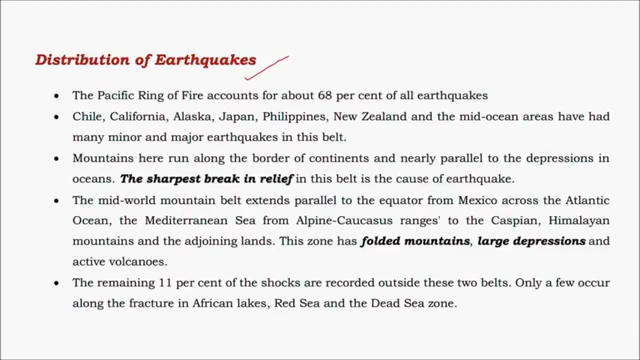 Distribution of Earthquakes
• The Pacific Ring of Fire accounts for about 68 per cent of all earthquakes
• Chile, California, Alaska, Japan, Philippines, New Zealand and the mid-ocean areas have had
many minor and major earthquakes in this belt.
• Mountains here run along the border of continents and nearly parallel to the depressions in
oceans. The sharpest break in relief in this belt is the cause of earthquake.
• The mid-world mountain belt extends parallel to the equator from Mexico across the Atlantic
Ocean, the Mediterranean Sea from Alpine-Caucasus ranges' to the Caspian, Himalayan
mountains and the adjoining lands. This zone has folded mountains, large depressions and
active volcanoes.
• The remaining 11 per cent of the shocks are recorded outside these two belts. Only a few occur
along the fracture in African lakes, Red Sea and the Dead Sea zone.